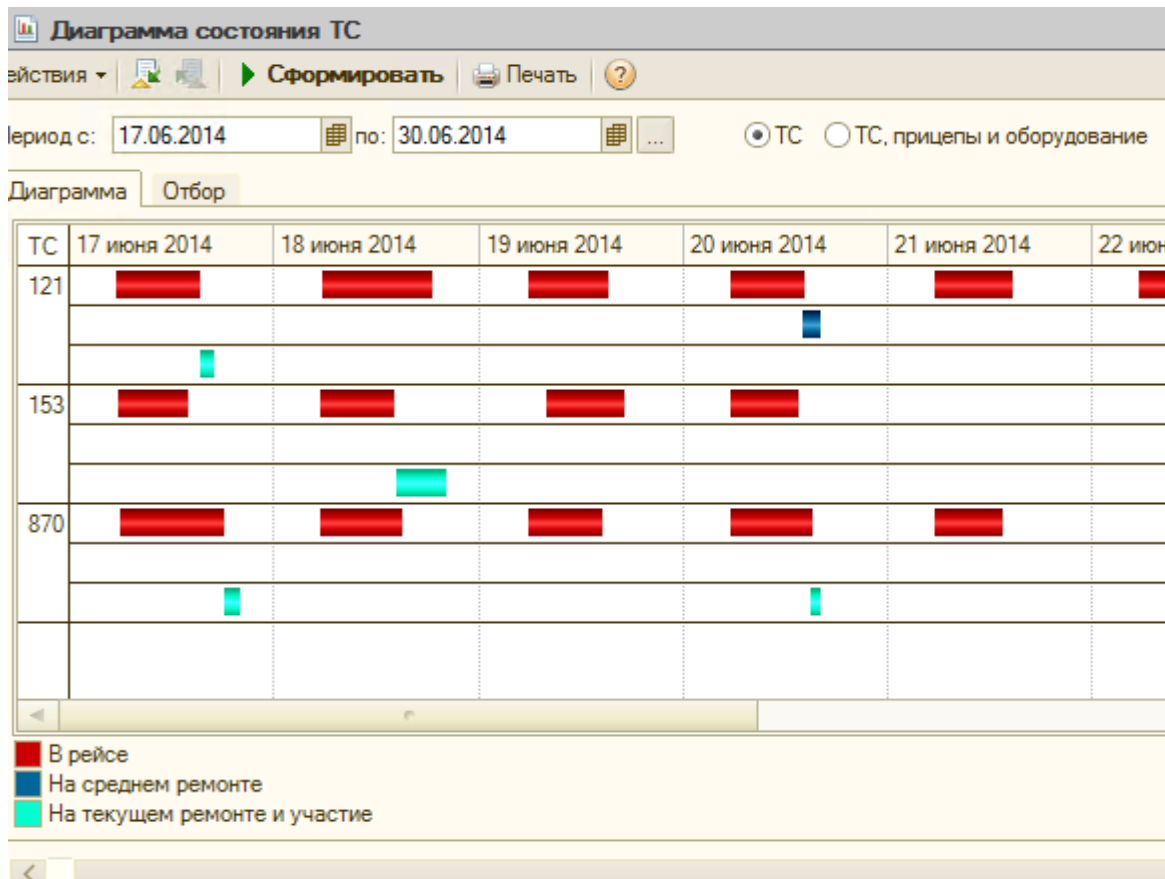 Диаграмма состояния ТС
ействия Сформировать Печать ?
Период с: 17.06.2014 по: 30.06.2014 ... ТС ТС, прицепы и оборудование
Диаграмма Отбор
ТС 17 июня 2014 18 июня 2014 19 июня 2014 20 июня 2014 21 июня 2014 22 июн
121
153
870
В рейсе
На среднем ремонте
На текущем ремонте и участие